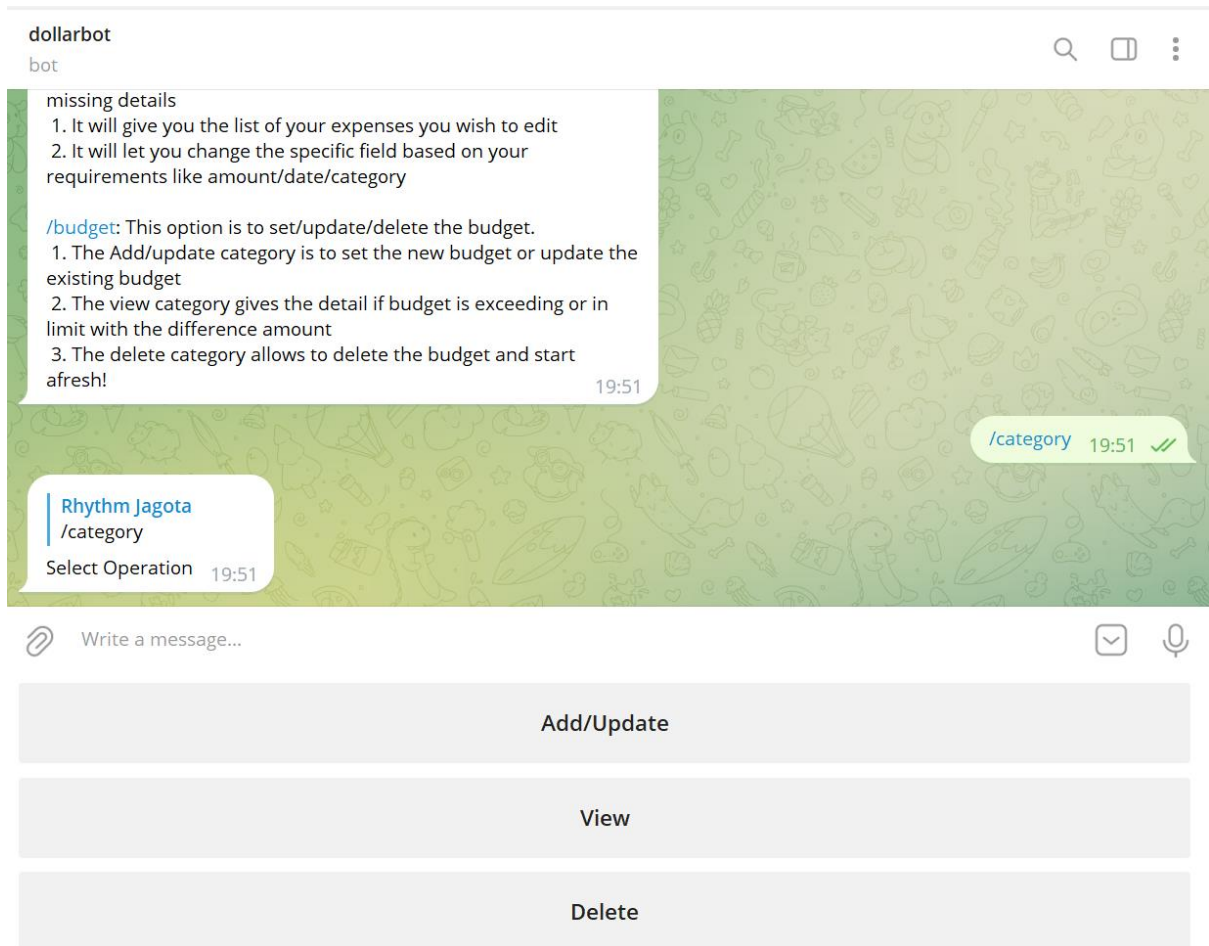 dollarbot
bot
missing details
1. It will give you the list of your expenses you wish to edit
2. It will let you change the specific field based on your
requirements like amount/date/category
/budget: This option is to set/update/delete the budget.
1. The Add/update category is to set the new budget or update the
existing budget
2. The view category gives the detail if budget is exceeding or in
limit with the difference amount
3. The delete category allows to delete the budget and start
afresh!
19:51
/category 19:51
Rhythm Jagota
/category
Select Operation 19:51
Write a message...
Add/Update
View
Delete